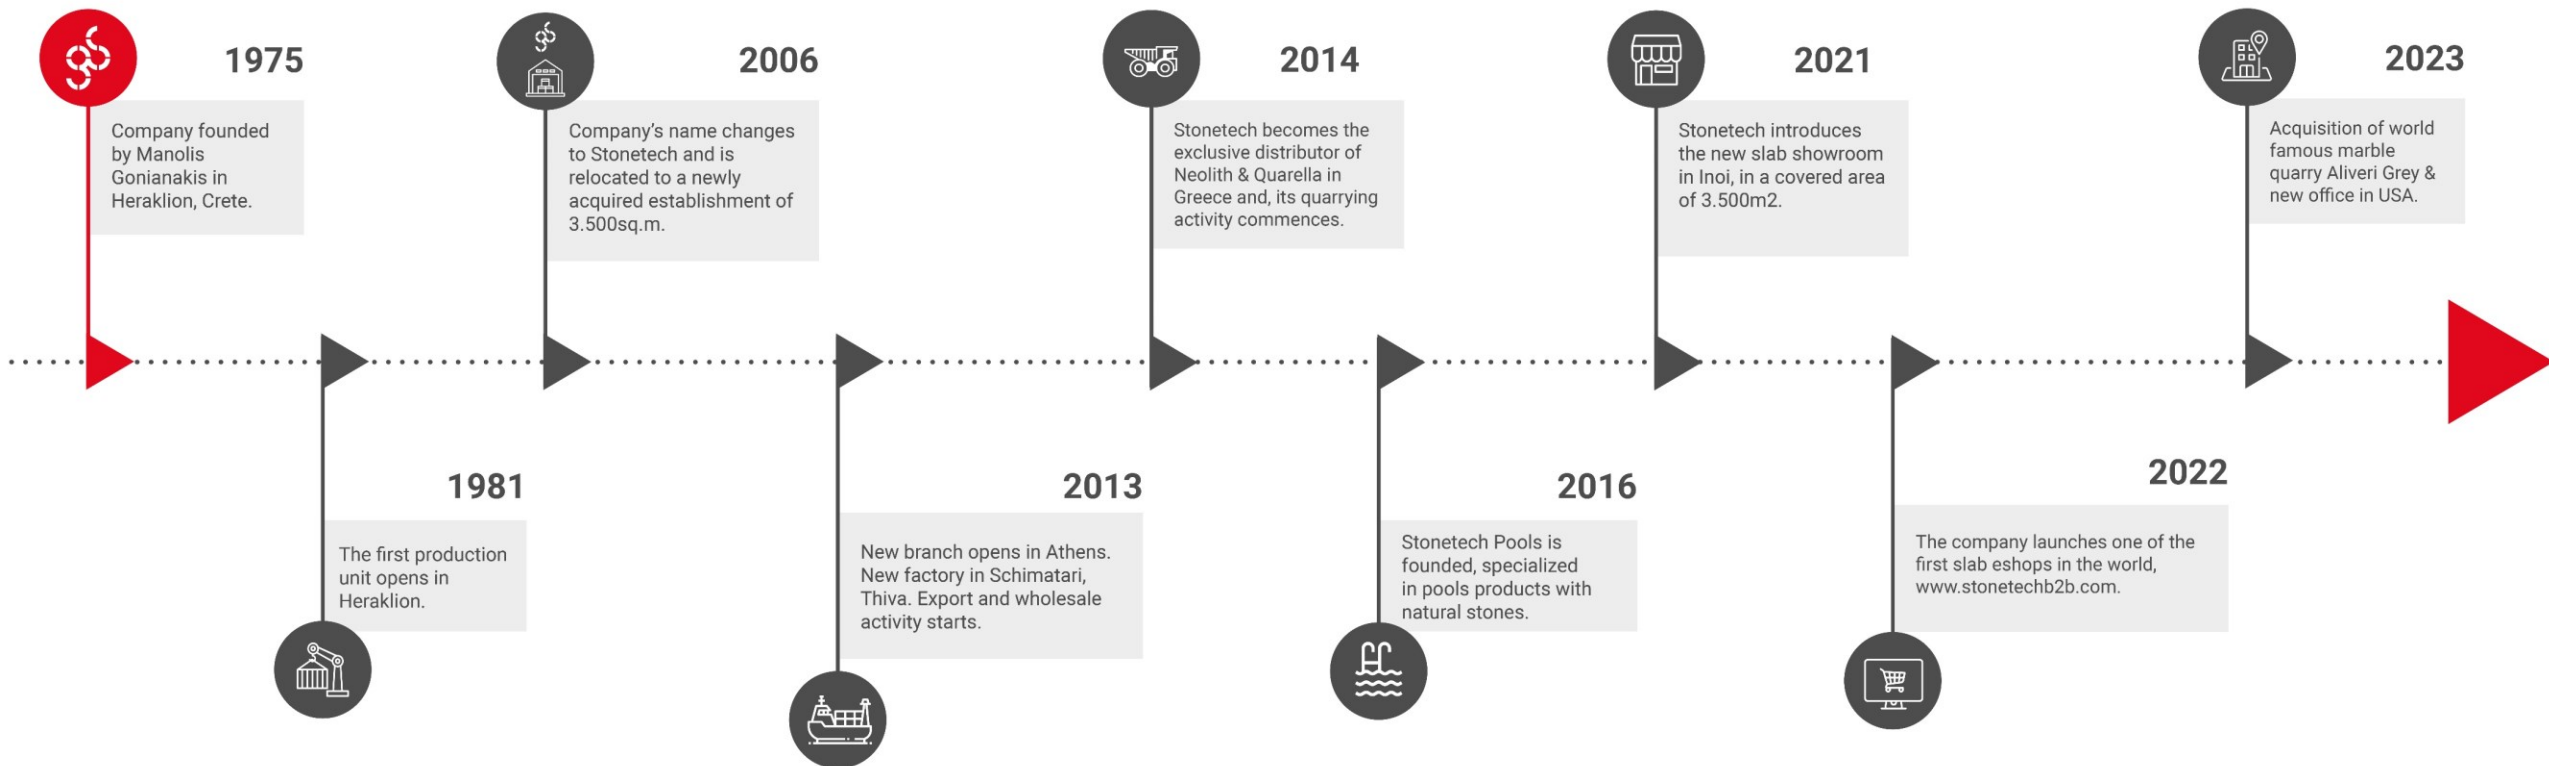 1975
Company founded
by Manolis
Gonianakis in
Heraklion, Crete.
1981
The first production
unit opens in
Heraklion.
2006
Company's name changes
to Stonetech and is
relocated to a newly
acquired establishment of
3.500sq.m.
2013
New branch opens in Athens.
New factory in Schimatari,
Thiva. Export and wholesale
activity starts.
2014
Stonetech becomes the
exclusive distributor of
Neolith & Quarella in
Greece and, its quarrying
activity commences.
2016
Stonetech Pools is
founded, specialized
in pools products with
natural stones.
2021
Stonetech introduces
the new slab showroom
in Inoi, in a covered area
of 3.500m2.
2022
The company launches one of the
first slab eshops in the world,
www.stonetechb2b.com.
2023
Acquisition of world
famous marble
quarry Aliveri Grey &
new office in USA.